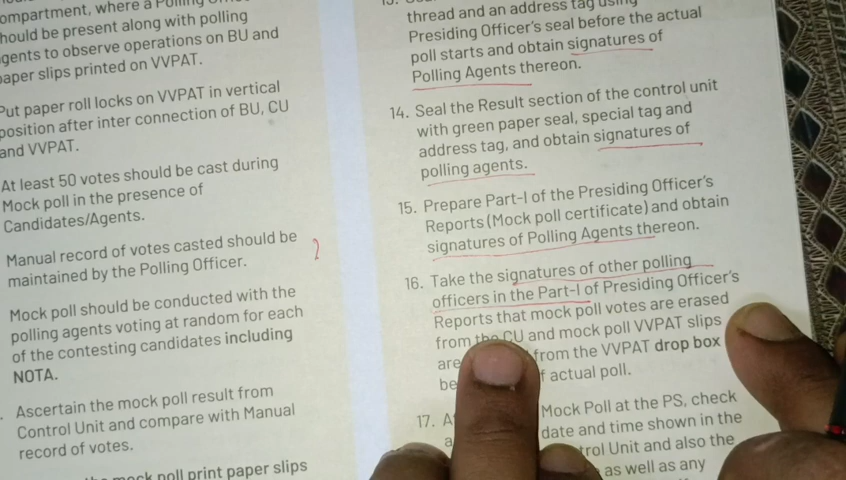 ompartment, where a Polling
hould be present along with polling
gents to observe operations on BU and
aper slips printed on VVPAT.
Put paper roll locks on VVPAT in vertical
position after inter connection of BU, CU
and VVPAT.
At least 50 votes should be cast during
Mock poll in the presence of
Candidates/Agents.
Manual record of votes casted should be
maintained by the Polling Officer.
Mock poll should be conducted with the
polling agents voting at random for each
of the contesting candidates including
NOTA.
Ascertain the mock poll result from
Control Unit and compare with Manual
record of votes.
mock poll print paper slips
thread and an address tag using
Presiding Officer's seal before the actual
poll starts and obtain signatures of
Polling Agents thereon.
14. Seal the Result section of the control unit
with green paper seal, special tag and
address tag, and obtain signatures of
polling agents.
15. Prepare Part-I of the Presiding Officer's
Reports (Mock poll certificate) and obtain
signatures of Polling Agents thereon.
16. Take the signatures of other polling
officers in the Part-I of Presiding Officer's
Reports that mock poll votes are erased
from the CU and mock poll VVPAT slips
are from the VVPAT drop box
be f actual poll.
17. A Mock Poll at the PS, check
a date and time shown in the
trol Unit and also the
as well as any